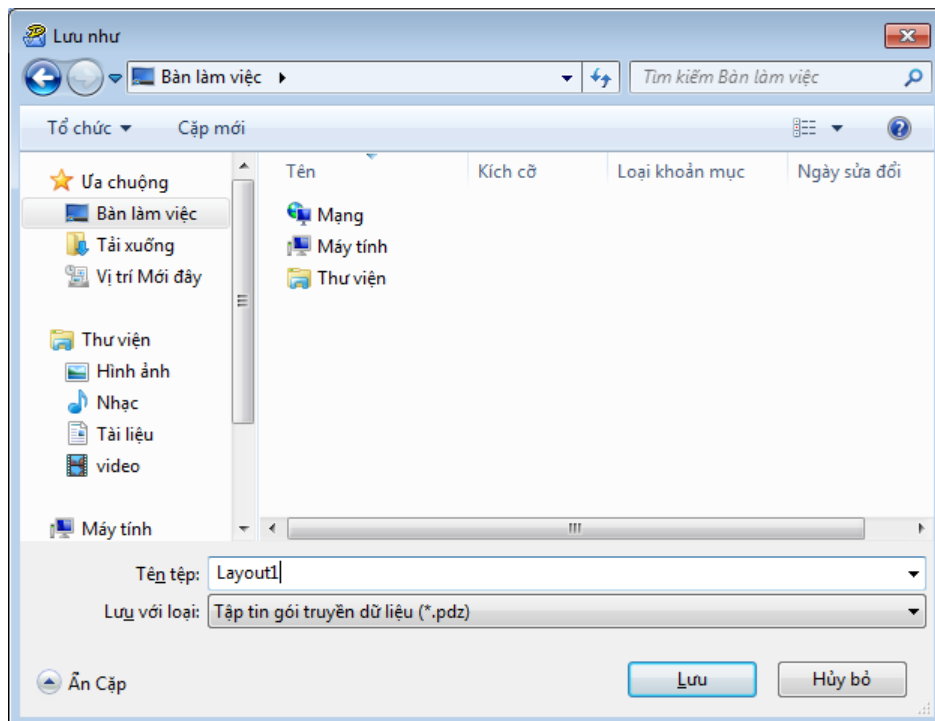 Lưu như
Bàn làm việc
Tìm kiếm Bàn làm việc
Tổ chức
Cặp mới
Ưa chuộng
Bàn làm việc
Tải xuống
Vị trí Mới đây
Thư viện
Hình ảnh
Nhạc
Tài liệu
video
Máy tính
Tên Kích cỡ Loại khoản mục Ngày sửa đổi
Mạng
Máy tính
Thư viện
Tên tệp: Layout1
Lưu với loại: Tập tin gói truyền dữ liệu (*.pdz)
Ẩn Cặp
Lưu
Hủy bỏ